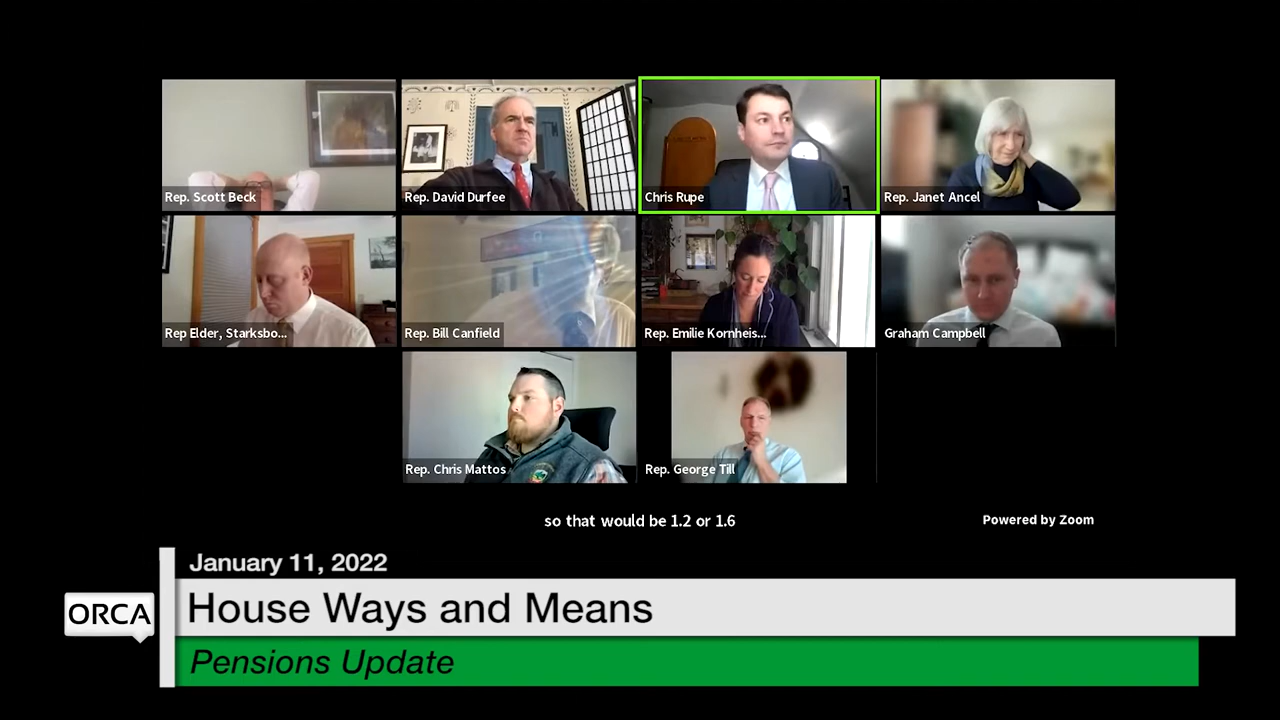 Rep. Scott Beck
Rep. David Durfee
Chris Rupe
Rep. Janet Ancel
Rep Elder, Starksbo...
Rep. Bill Canfield
Rep. Emilie Kornheis...
Graham Campbell
Rep. Chris Mattos
Rep. George Till
so that would be 1.2 or 1.6
Powered by Zoom
January 11, 2022
ORCA
House Ways and Means
Pensions Update